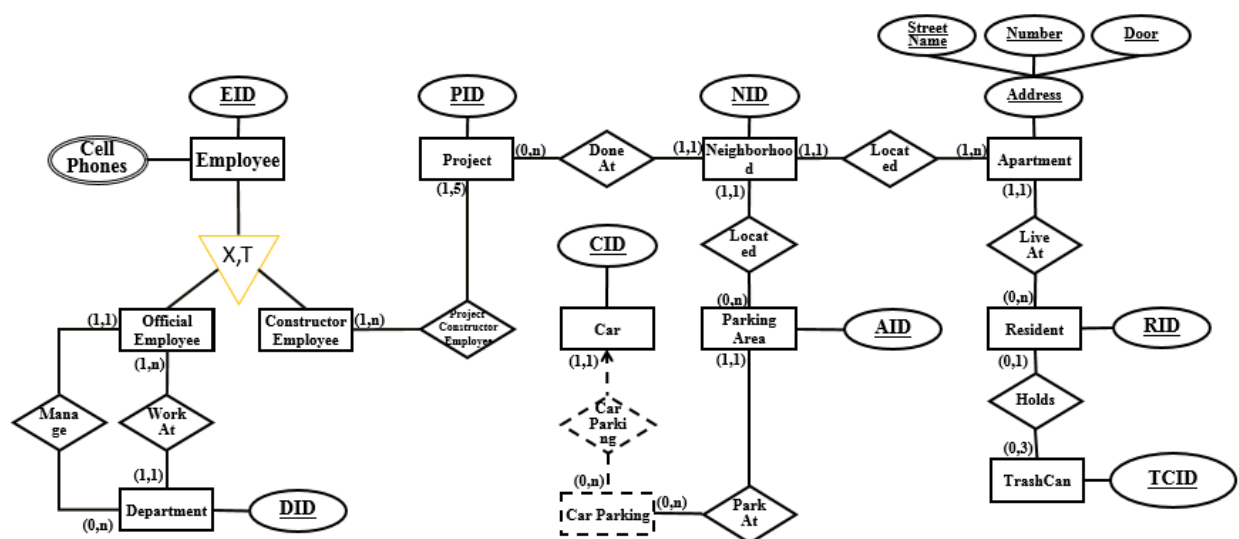 Street
Name
Number
Door
EID
PID
NID
Address
Cell
Phones
Employee
Project
(0,n)
Done
At
(1,1)
Neighborhoo
d
(1,1)
Locat
ed
(1,n)
Apartment
(1,5)
(1,1)
(1,1)
X,T
CID
Locat
ed
Live
At
(1,1)
Official
Employee
Constructor
Employee
(1,n)
Project
Constructor
Employee
Car
(0,n)
Parking
Area
AID
(0,n)
Resident
RID
(1,n)
(1,1)
(1,1)
(0,1)
Mana
ge
Work
At
Car
Parki
ng
Holds
(1,1)
(0,n)
(0,3)
Department
DID
(0,n)
Car Parking
(0,n)
Park
At
TrashCan
TCID